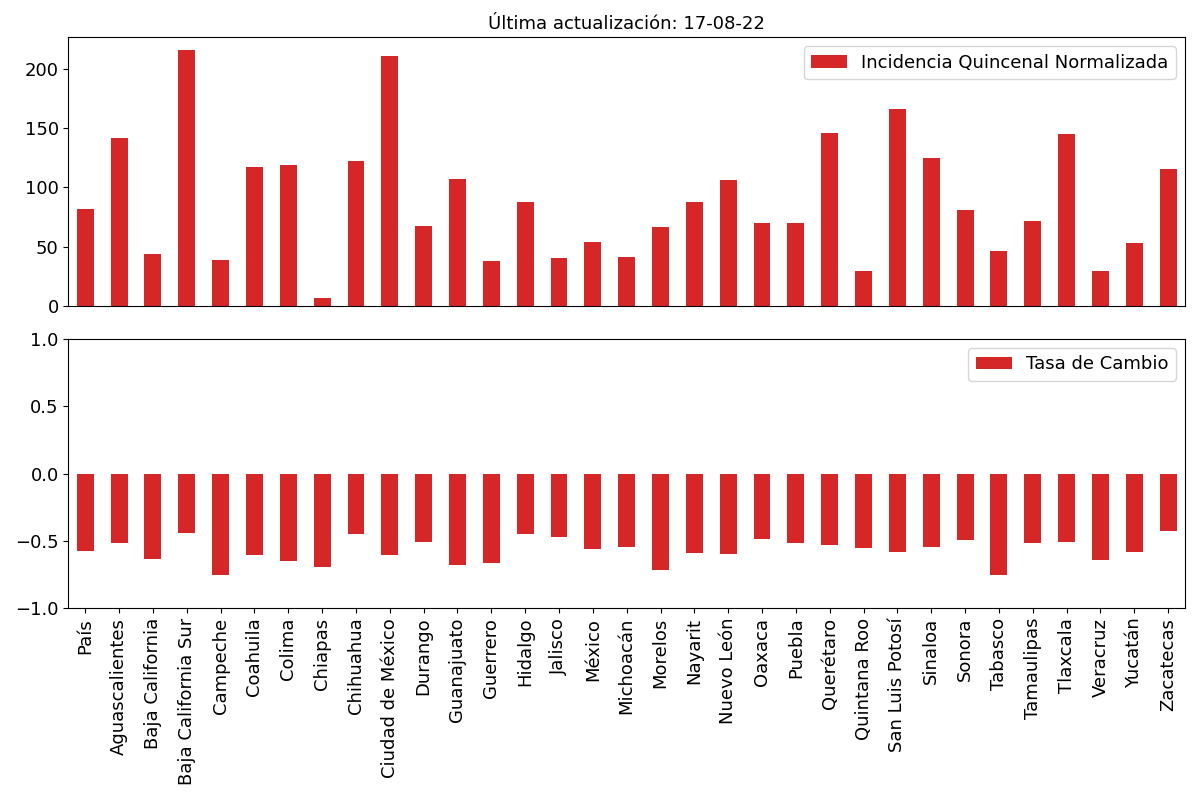 Última actualización: 17-08-22
Incidencia Quincenal Normalizada
200
150
100
50
0
Tasa de Cambio
1.0
0.5
0.0
−0.5
−1.0
País
Aguascalientes
Baja California
Baja California Sur
Campeche
Coahuila
Colima
Chiapas
Chihuahua
Ciudad de México
Durango
Guanajuato
Guerrero
Hidalgo
Jalisco
México
Michoacán
Morelos
Nayarit
Nuevo León
Oaxaca
Puebla
Querétaro
Quintana Roo
San Luis Potosí
Sinaloa
Sonora
Tabasco
Tamaulipas
Tlaxcala
Veracruz
Yucatán
Zacatecas